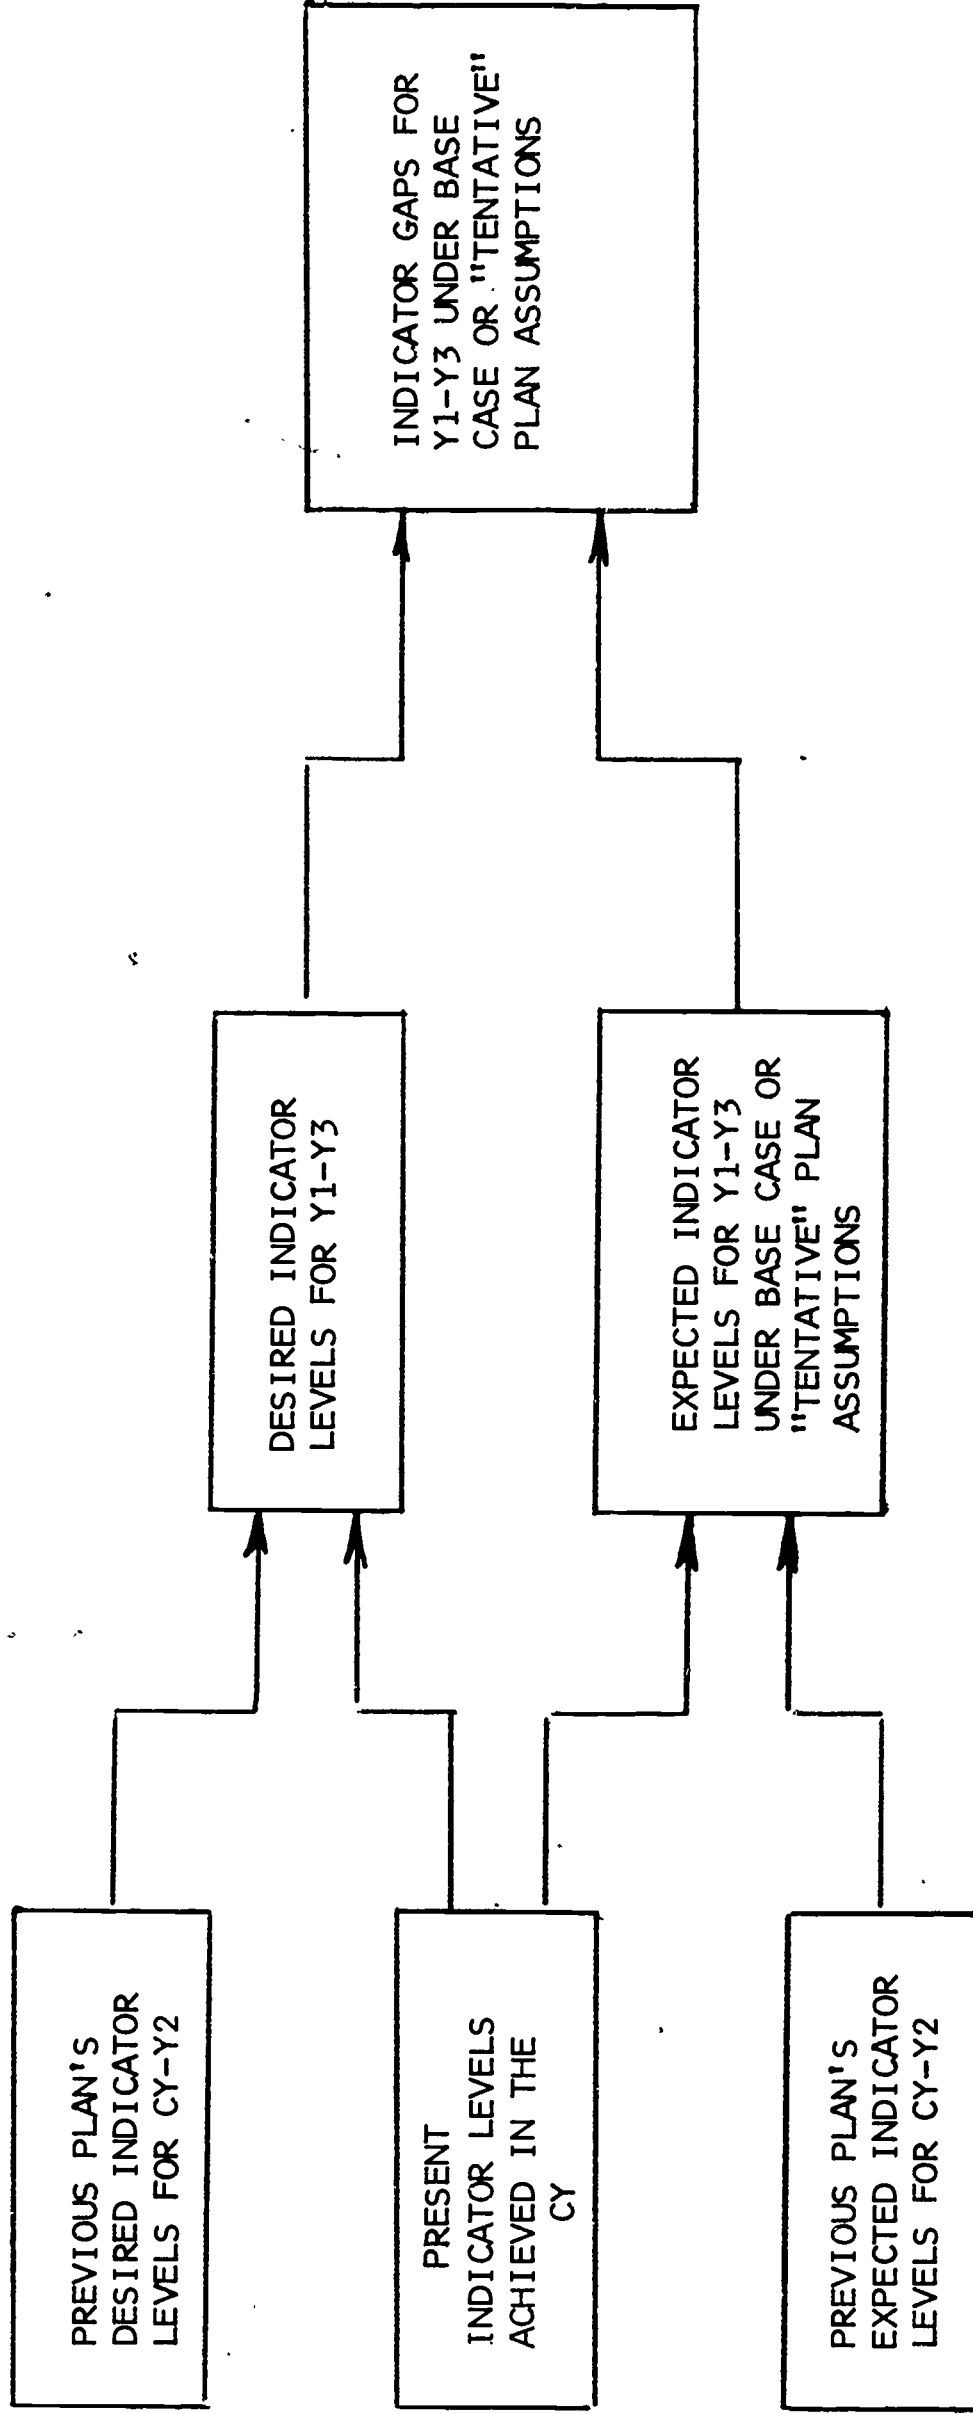 PREVIOUS PLAN'S
DESIRED INDICATOR
LEVELS FOR CY-Y2
PRESENT
INDICATOR LEVELS
ACHIEVED IN THE
CY
PREVIOUS PLAN'S
EXPECTED INDICATOR
LEVELS FOR CY-Y2
DESIRED INDICATOR
LEVELS FOR Y1-Y3
EXPECTED INDICATOR
LEVELS FOR Y1-Y3
UNDER BASE CASE OR
"TENTATIVE" PLAN
ASSUMPTIONS
INDICATOR GAPS FOR
Y1-Y3 UNDER BASE
CASE OR "TENTATIVE"
PLAN ASSUMPTIONS